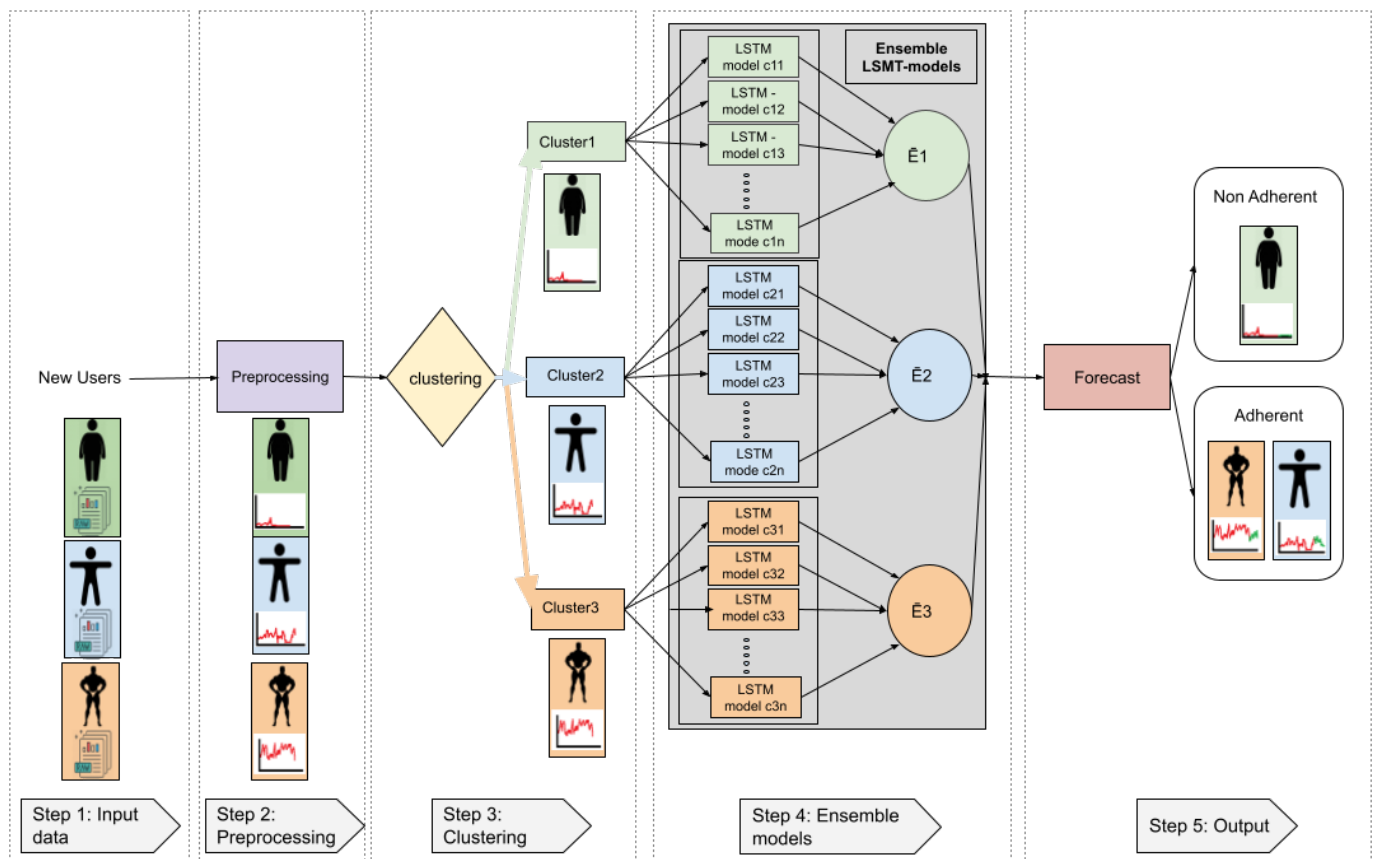 New Users
Preprocessing
clustering
Cluster1
Cluster2
Cluster3
Ensemble
LSMT-models
LSTM
model c11
LSTM -
model c12
LSTM -
model c13
LSTM
mode c1n
Ē1
LSTM
model c21
LSTM
model c22
LSTM
model c23
LSTM
mode c2n
Ē2
LSTM
model c31
LSTM
model c32
LSTM
model c33
LSTM
model c3n
Ē3
Forecast
Non Adherent
Adherent
Step 1: Input
data
Step 2:
Preprocessing
Step 3:
Clustering
Step 4: Ensemble
models
Step 5: Output